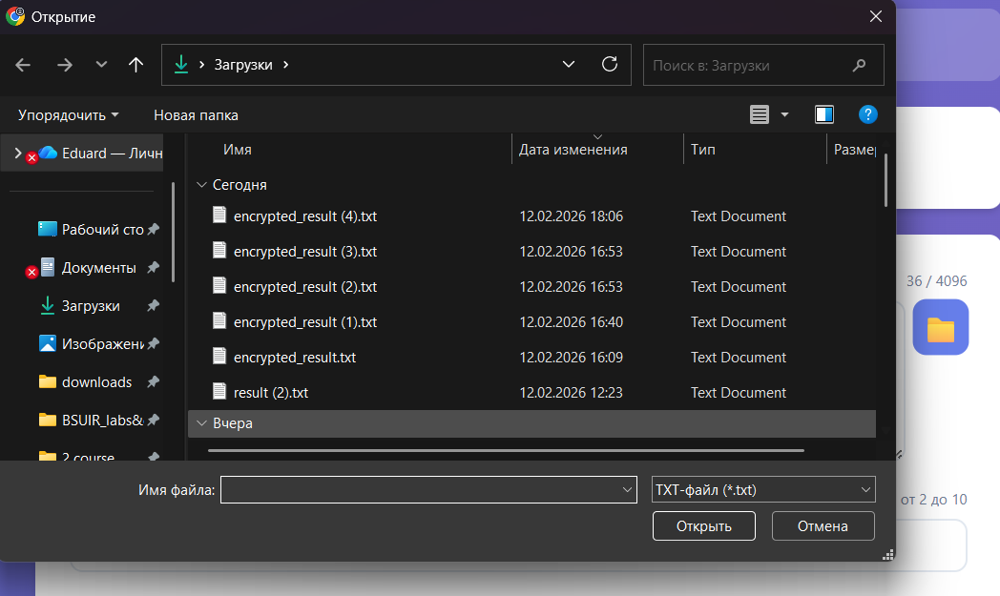 Открытие
Загрузки
Поиск в: Загрузки
Упорядочить
Новая папка
?
Eduard — Личн
Рабочий сто
Документы
Загрузки
Изображени
downloads
BSUIR_labs&
2 course
Имя Дата изменения Тип Размер
Сегодня
encrypted_result (4).txt 12.02.2026 18:06 Text Document
encrypted_result (3).txt 12.02.2026 16:53 Text Document
encrypted_result (2).txt 12.02.2026 16:53 Text Document
encrypted_result (1).txt 12.02.2026 16:40 Text Document
encrypted_result.txt 12.02.2026 16:09 Text Document
result (2).txt 12.02.2026 12:23 Text Document
Вчера
Имя файла:
TXT-файл (*.txt)
Открыть
Отмена
36 / 4096
от 2 до 10